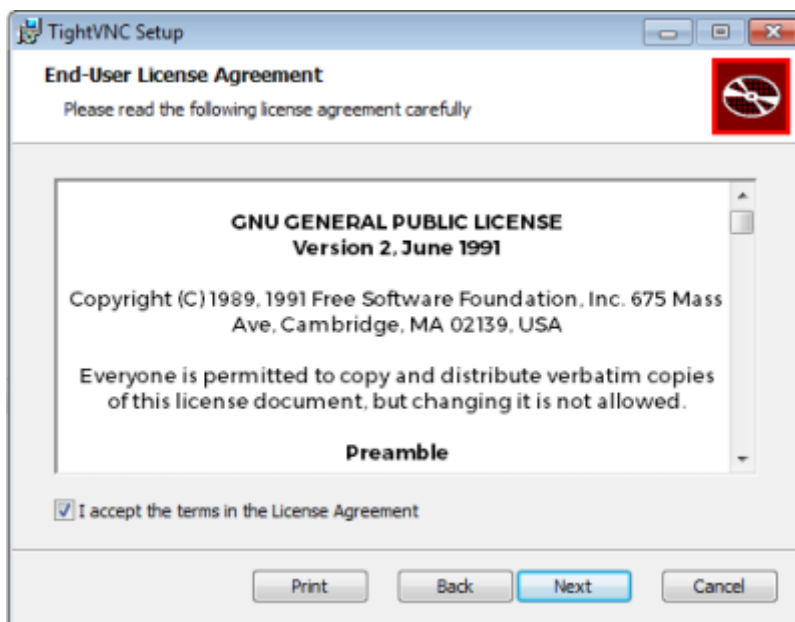 TightVNC Setup
End-User License Agreement
Please read the following license agreement carefully
GNU GENERAL PUBLIC LICENSE
Version 2, June 1991
Copyright (C) 1989, 1991 Free Software Foundation, Inc. 675 Mass
Ave, Cambridge, MA 02139, USA
Everyone is permitted to copy and distribute verbatim copies
of this license document, but changing it is not allowed.
Preamble
I accept the terms in the License Agreement
Print
Back
Next
Cancel